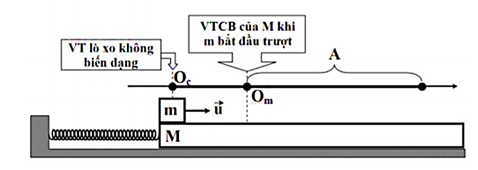 VTCB của M khi
m bắt đầu trượt
VT lò xo không
biến dạng
A
Oc
Om
m
u
M